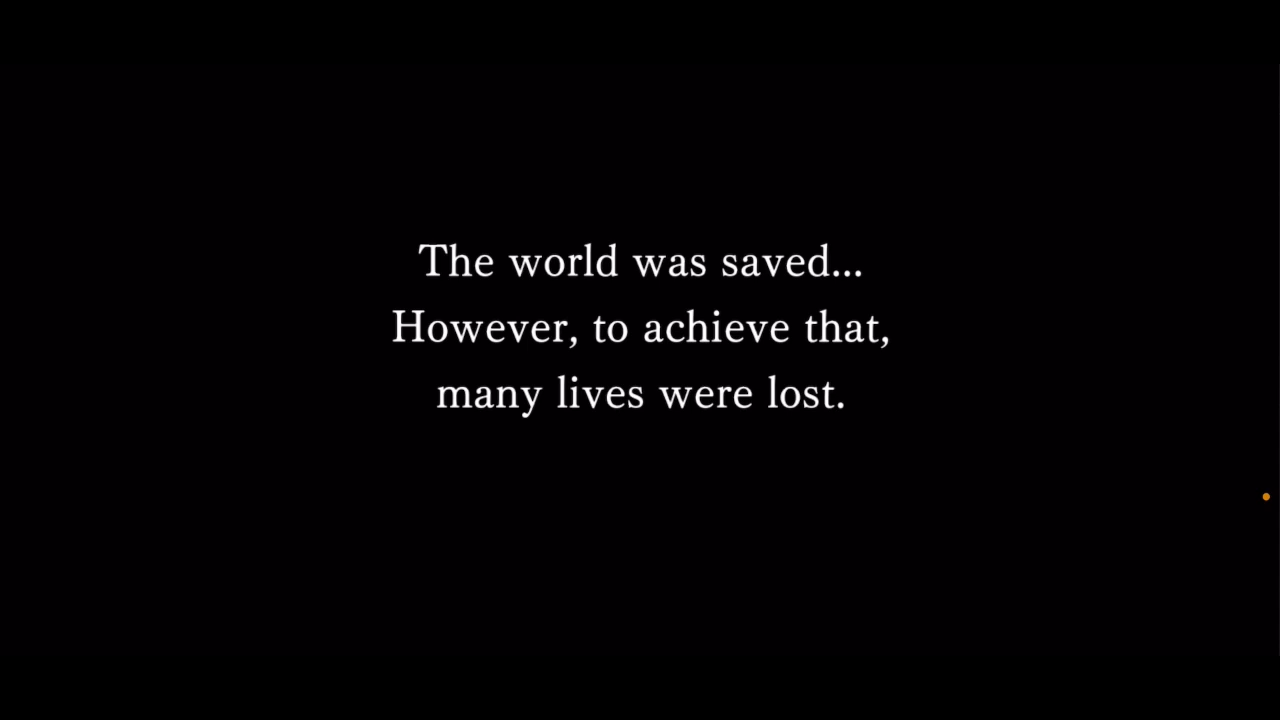 The world was saved...
However, to achieve that,
many lives were lost.